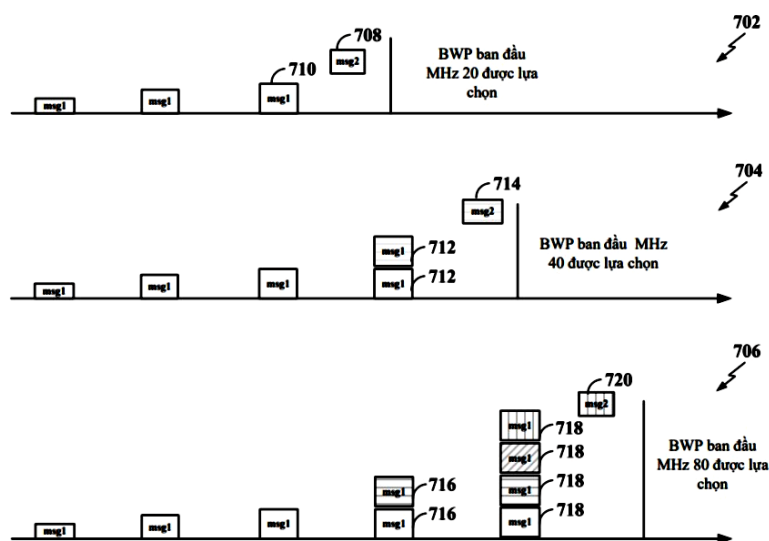 708
702
msg2
BWP ban đầu
MHz 20 được lựa
chọn
710
msg1
msg1
msg1
704
714
msg2
BWP ban đầu MHz
40 được lựa chọn
msg1
712
msg1
msg1
msg1
msg1
712
706
720
msg2
msg1
718
BWP ban đầu
MHz 80 được lựa
chọn
msg1
718
msg1
716
msg1
718
msg1
msg1
msg1
msg1
716
msg1
718